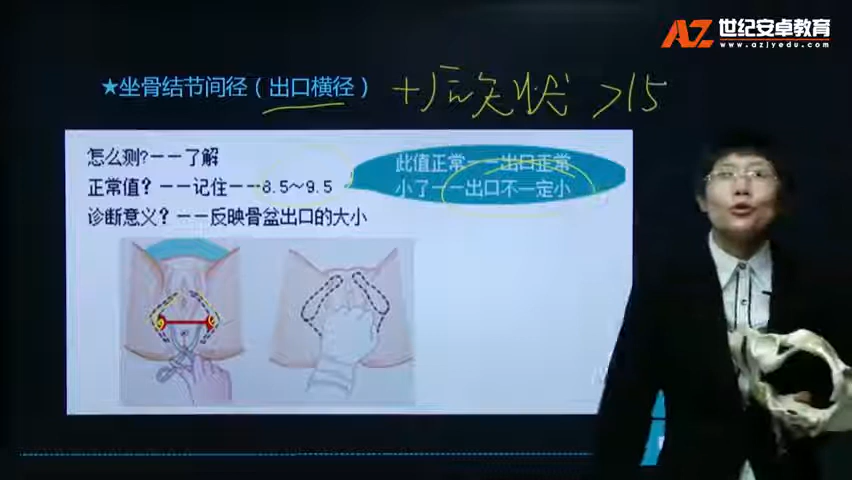 AZ 世纪安卓教育
www.azjyedu.com
★坐骨结节间径（出口横径） +后矢状 >15
怎么测?——了解
正常值？——记住——8.5～9.5
诊断意义？——反映骨盆出口的大小
此值正常——出口正常
小了——出口不一定小